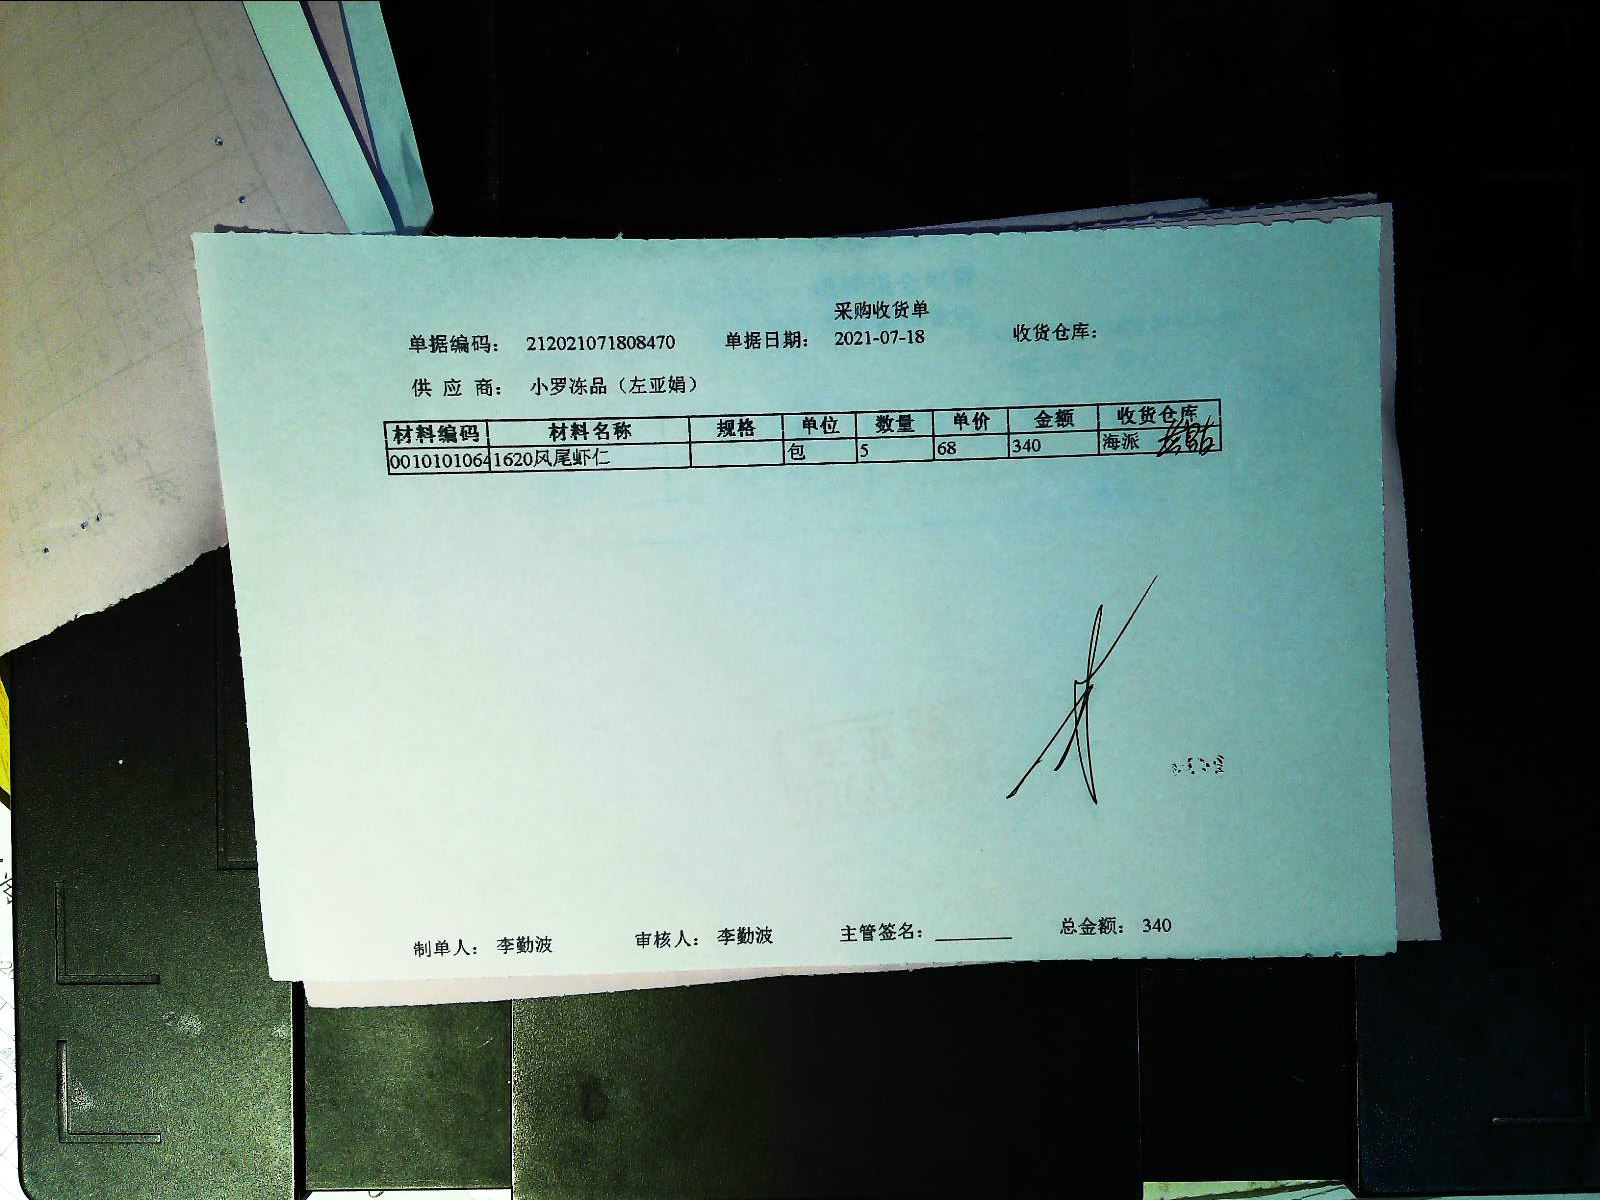 采购收货单
单据编码： 212021071808470 单据日期： 2021-07-18 收货仓库：
供 应 商： 小罗冻品（左亚娟）
材料编码 材料名称 规格 单位 数量 单价 金额 收货仓库
0010101064 1620凤尾虾仁 包 5 68 340 海派
制单人： 李勤波 审核人： 李勤波 主管签名：________ 总金额： 340